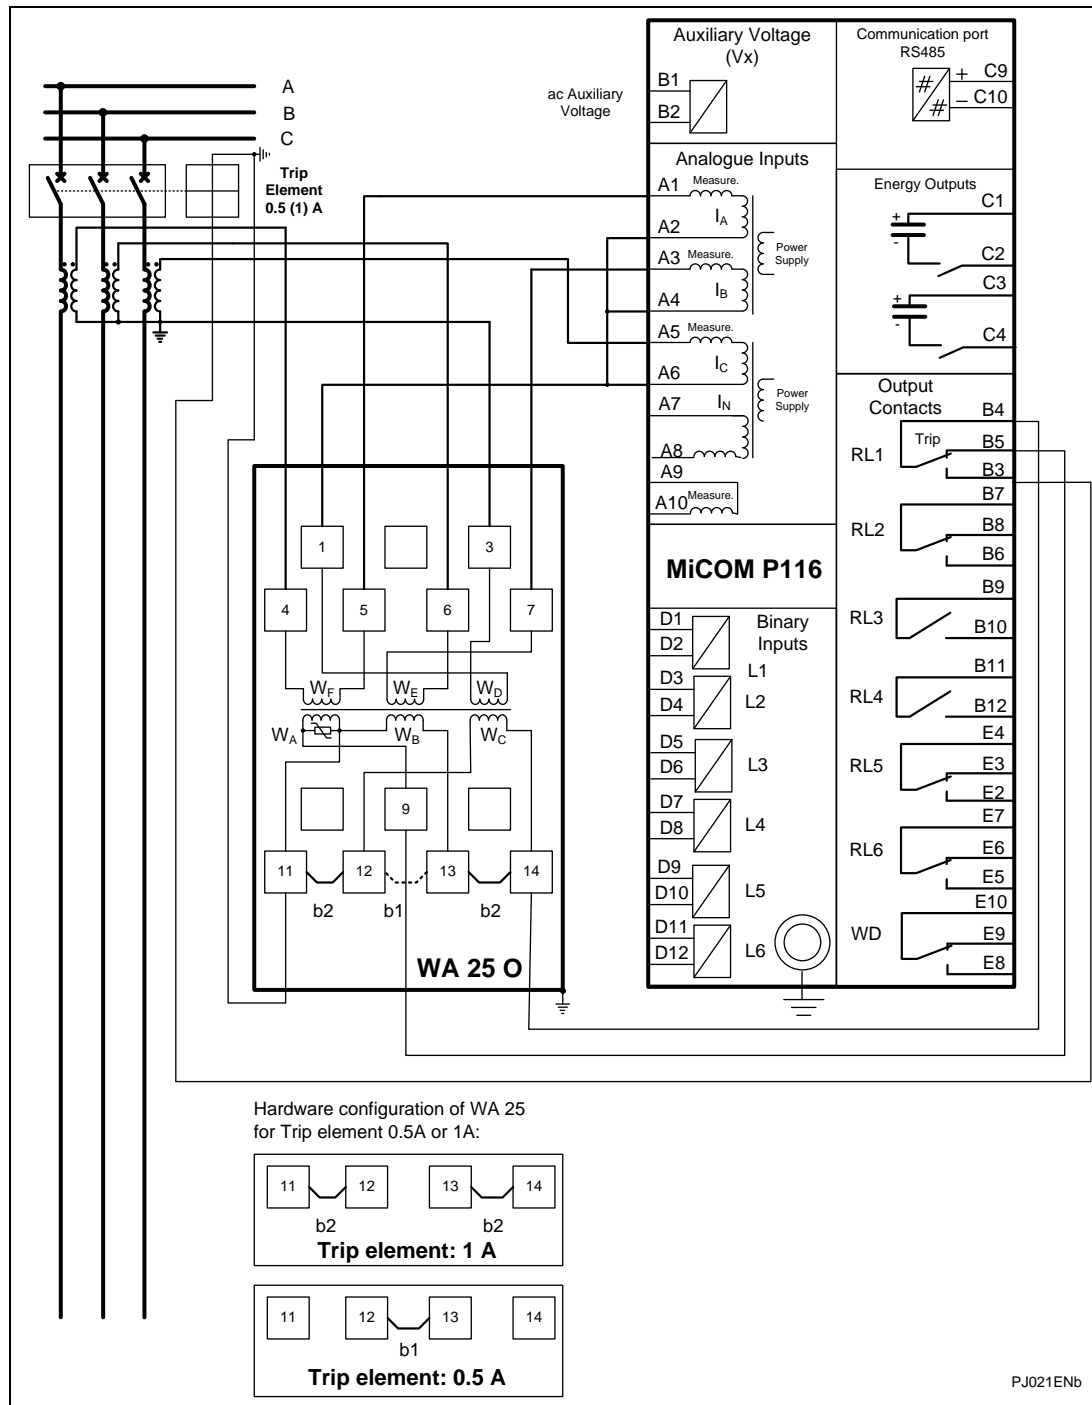 Auxiliary Voltage
(Vx)
Communication port
RS485
C9
C10
+
–
#
#
B1
B2
ac Auxiliary
Voltage
A
B
C
Trip
Element
0.5 (1) A
Analogue Inputs
A1
Measure.
IA
A2
A3
Measure.
IB
A4
Power
Supply
A5
Measure.
IC
A6
A7
IN
Power
Supply
A8
A9
A10
Measure.
Energy Outputs
C1
+
-
C2
C3
+
-
C4
Output
Contacts
B4
RL1
Trip
B5
B3
B7
RL2
B8
B6
B9
RL3
B10
B11
RL4
B12
E4
RL5
E3
E2
E7
RL6
E6
E5
E10
WD
E9
E8
MiCOM P116
Binary
Inputs
D1
D2
L1
D3
D4
L2
D5
D6
L3
D7
D8
L4
D9
D10
L5
D11
D12
L6
1
3
4
5
6
7
WF
WE
WD
WA
WB
WC
9
11
12
13
14
b2
b1
b2
WA 25 O
Hardware configuration of WA 25
for Trip element 0.5A or 1A:
11
12
13
14
b2
b2
Trip element: 1 A
11
12
13
14
b1
Trip element: 0.5 A
PJ021ENb